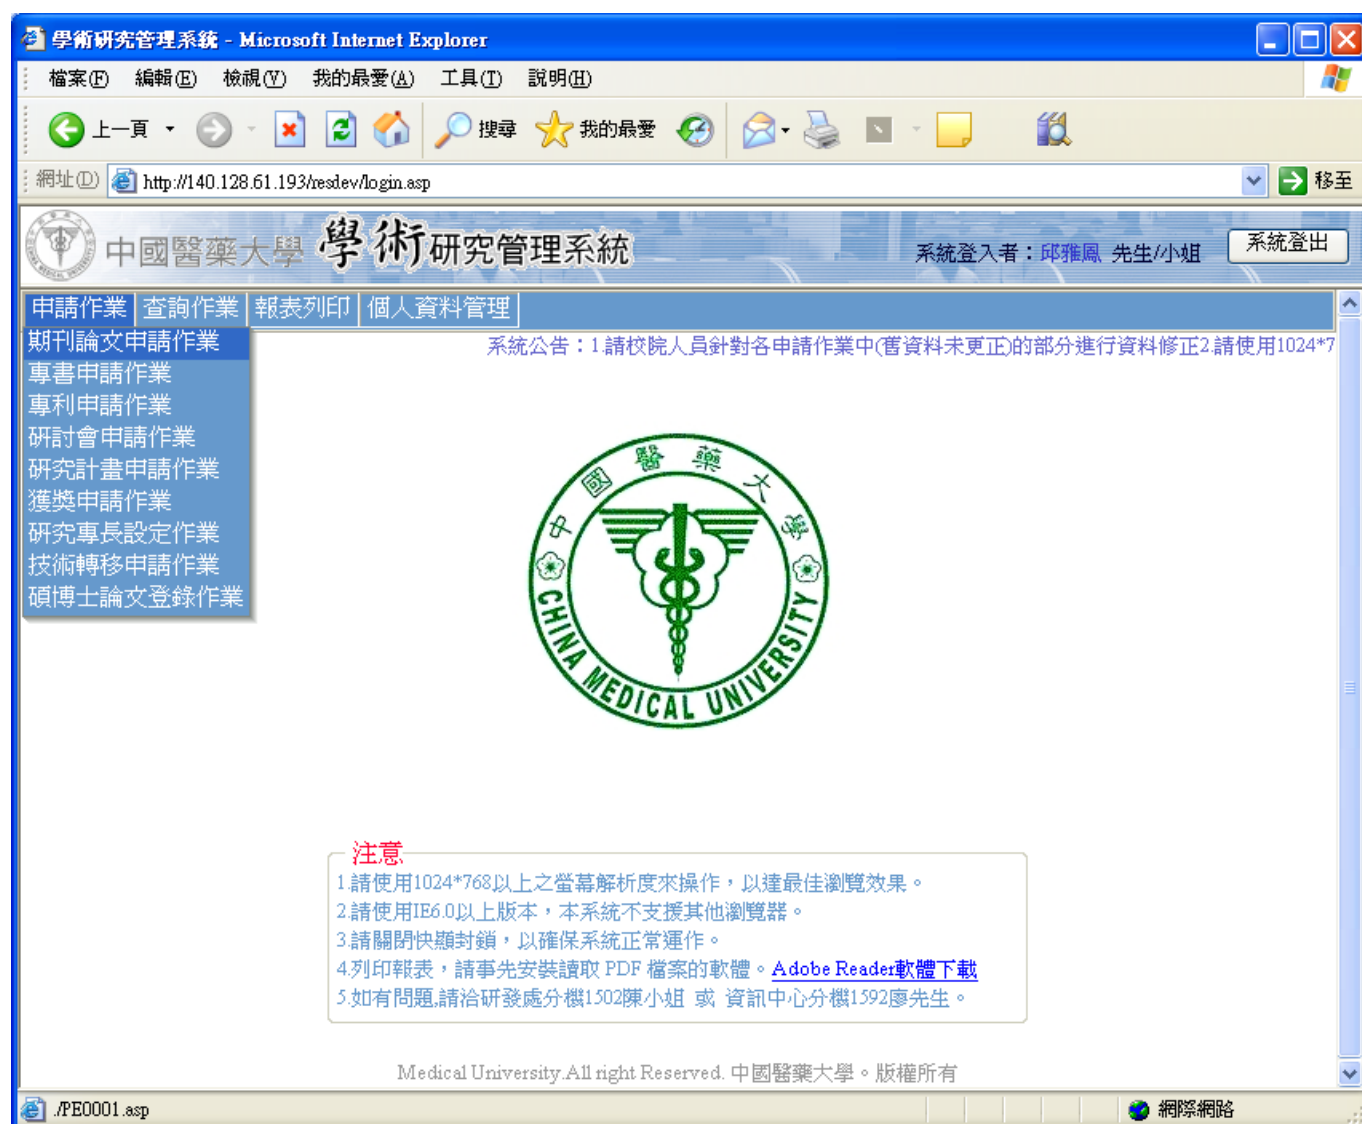 學術研究管理系統 - Microsoft Internet Explorer
檔案(F) 編輯(E) 檢視(V) 我的最愛(A) 工具(T) 說明(H)
上一頁 搜尋 我的最愛
網址(D) http://140.128.61.193/resdev/login.asp 移至
中國醫藥大學 學術研究管理系統 系統登入者：邱雅鳳 先生/小姐 系統登出
申請作業 查詢作業 報表列印 個人資料管理
系統公告：1.請校院人員針對各申請作業中(舊資料未更正)的部分進行資料修正2.請使用1024*7
期刊論文申請作業
專書申請作業
專利申請作業
研討會申請作業
研究計畫申請作業
獲獎申請作業
研究專長設定作業
技術轉移申請作業
碩博士論文登錄作業
中國醫藥大學
CHINA MEDICAL UNIVERSITY
注意
1.請使用1024*768以上之螢幕解析度來操作，以達最佳瀏覽效果。
2.請使用IE6.0以上版本，本系統不支援其他瀏覽器。
3.請關閉快顯封鎖，以確保系統正常運作。
4.列印報表，請事先安裝讀取 PDF 檔案的軟體。Adobe Reader軟體下載
5.如有問題,請洽研發處分機1502陳小姐 或 資訊中心分機1592廖先生。
Medical University.All right Reserved. 中國醫藥大學。版權所有
./PE0001.asp 網際網路